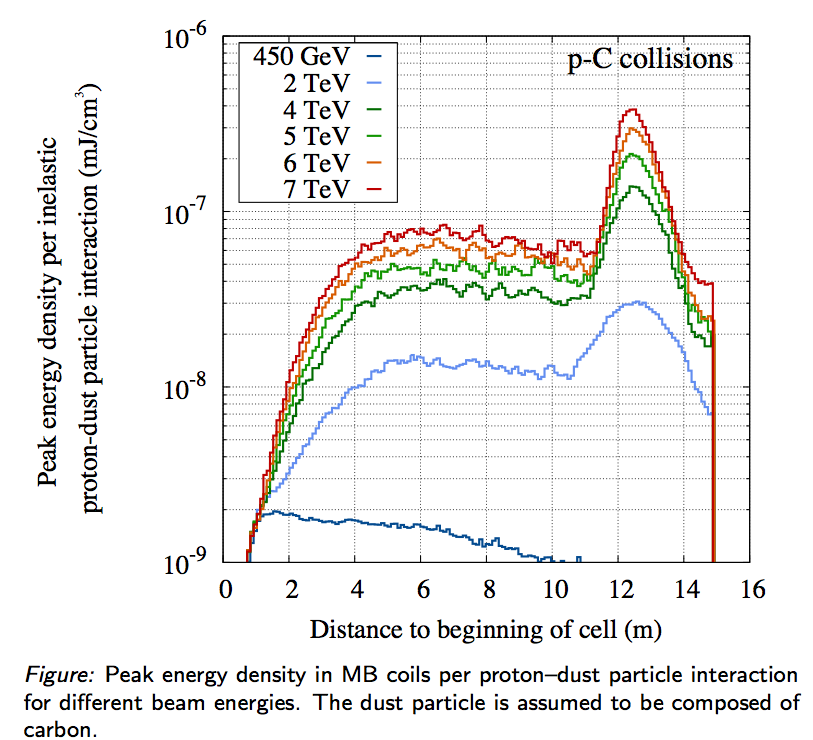 10⁻⁶
450 GeV
2 TeV
4 TeV
5 TeV
6 TeV
7 TeV
p-C collisions
Peak energy density per inelastic
proton-dust particle interaction (mJ/cm³)
10⁻⁷
10⁻⁸
10⁻⁹
0 2 4 6 8 10 12 14 16
Distance to beginning of cell (m)
Figure: Peak energy density in MB coils per proton–dust particle interaction
for different beam energies. The dust particle is assumed to be composed of
carbon.